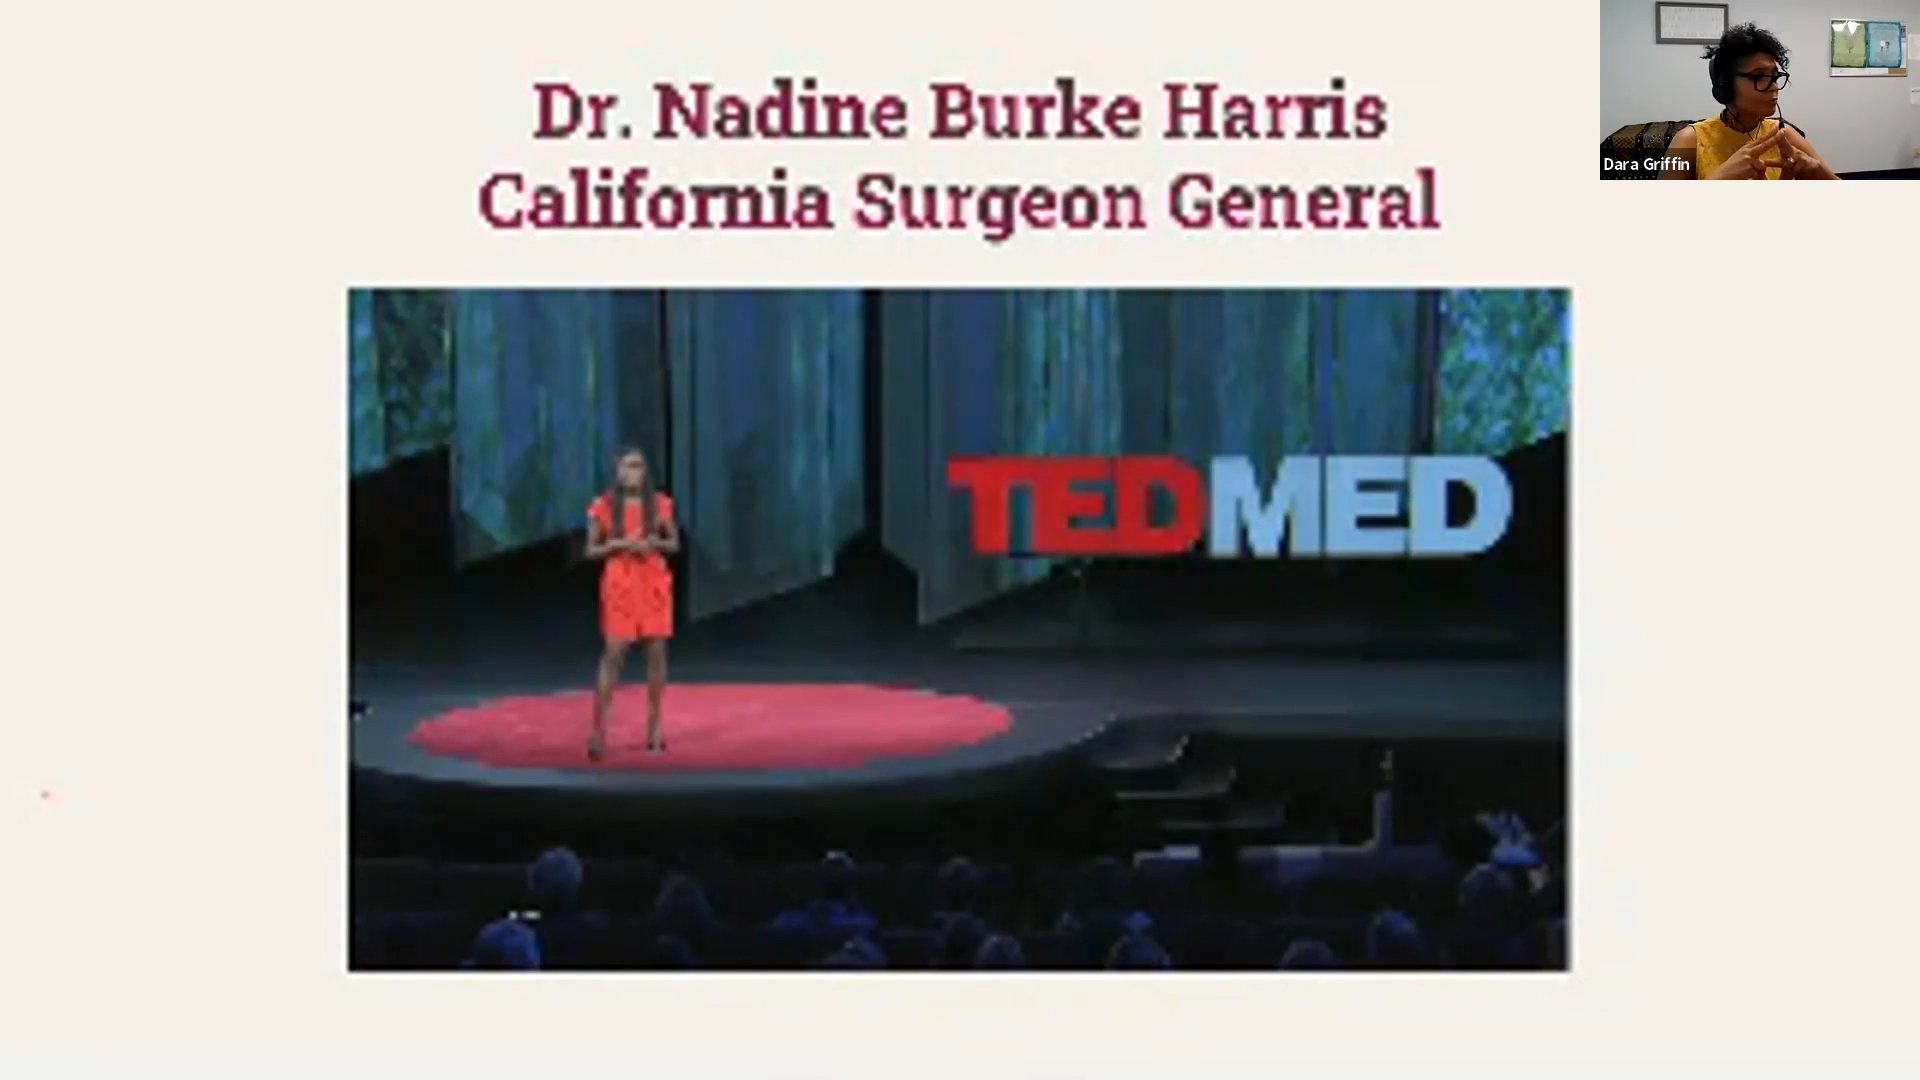 Dr. Nadine Burke Harris
California Surgeon General
Dara Griffin
TEDMED